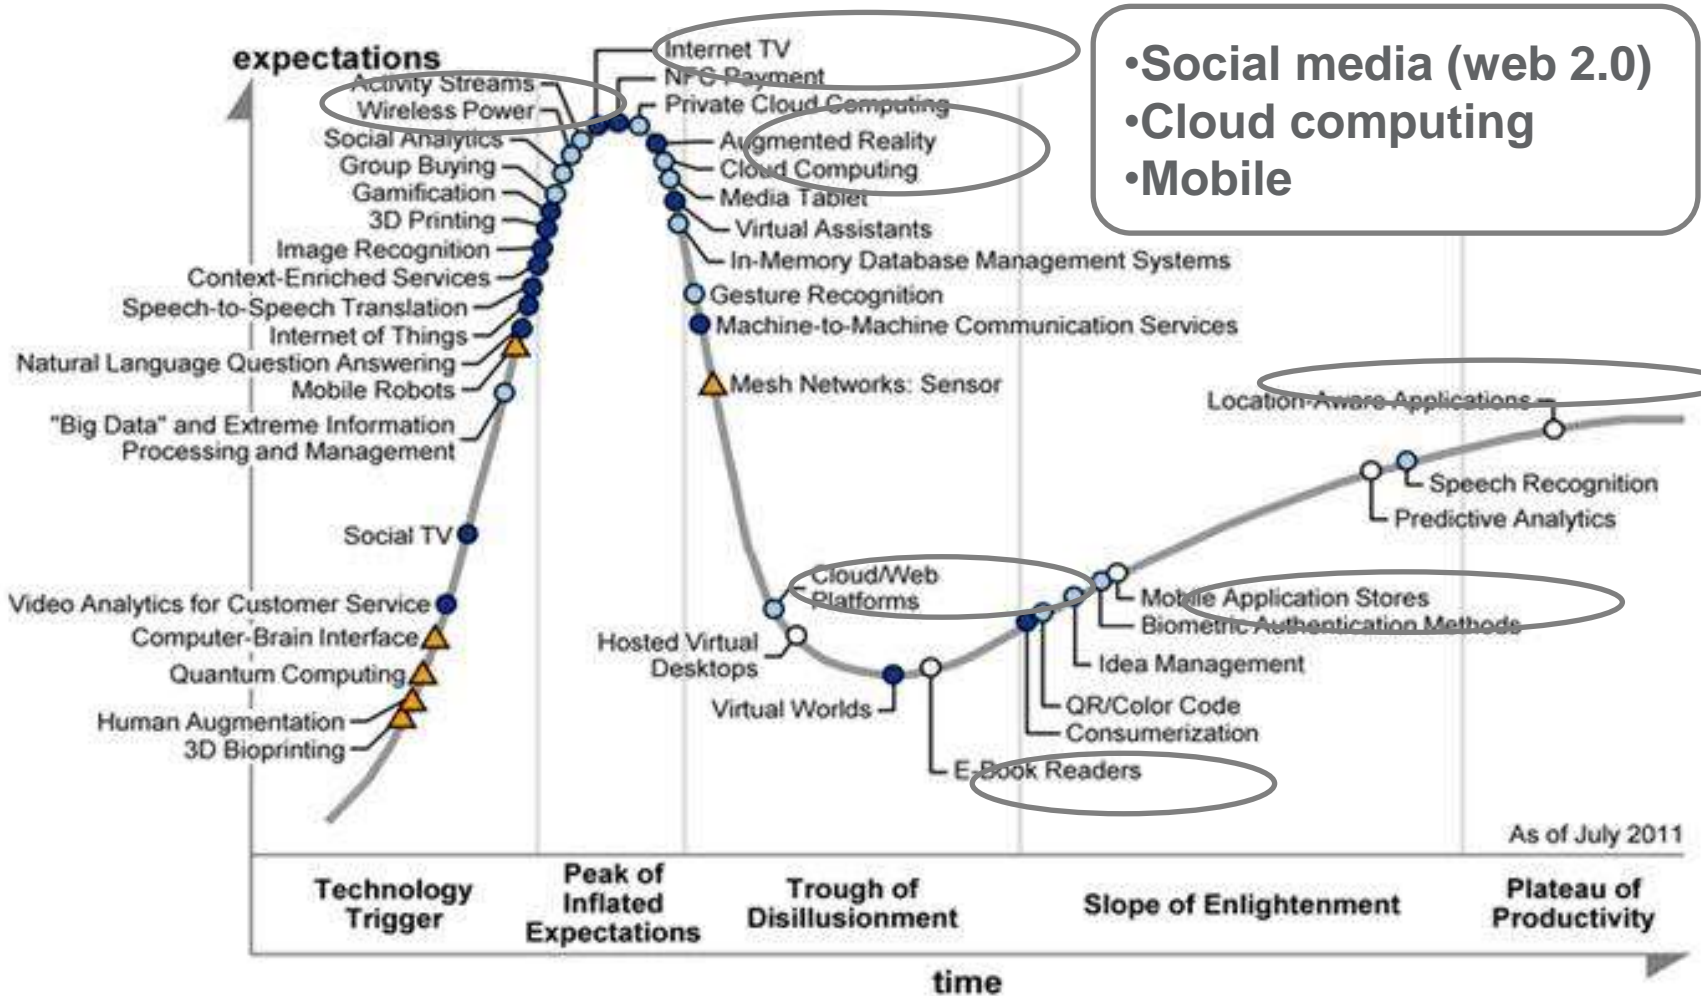 expectations
Activity Streams
Wireless Power
Social Analytics
Group Buying
Gamification
3D Printing
Image Recognition
Context-Enriched Services
Speech-to-Speech Translation
Internet of Things
Natural Language Question Answering
Mobile Robots
"Big Data" and Extreme Information
Processing and Management
Social TV
Video Analytics for Customer Service
Computer-Brain Interface
Quantum Computing
Human Augmentation
3D Bioprinting
Internet TV
NFC Payment
Private Cloud Computing
Augmented Reality
Cloud Computing
Media Tablet
Virtual Assistants
In-Memory Database Management Systems
Gesture Recognition
Machine-to-Machine Communication Services
Mesh Networks: Sensor
Cloud/Web
Platforms
Hosted Virtual
Desktops
Virtual Worlds
E-Book Readers
Consumerization
QR/Color Code
Idea Management
Biometric Authentication Methods
Mobile Application Stores
Predictive Analytics
Speech Recognition
Location-Aware Applications
•Social media (web 2.0)
•Cloud computing
•Mobile
As of July 2011
Technology
Trigger
Peak of
Inflated
Expectations
Trough of
Disillusionment
Slope of Enlightenment
Plateau of
Productivity
time